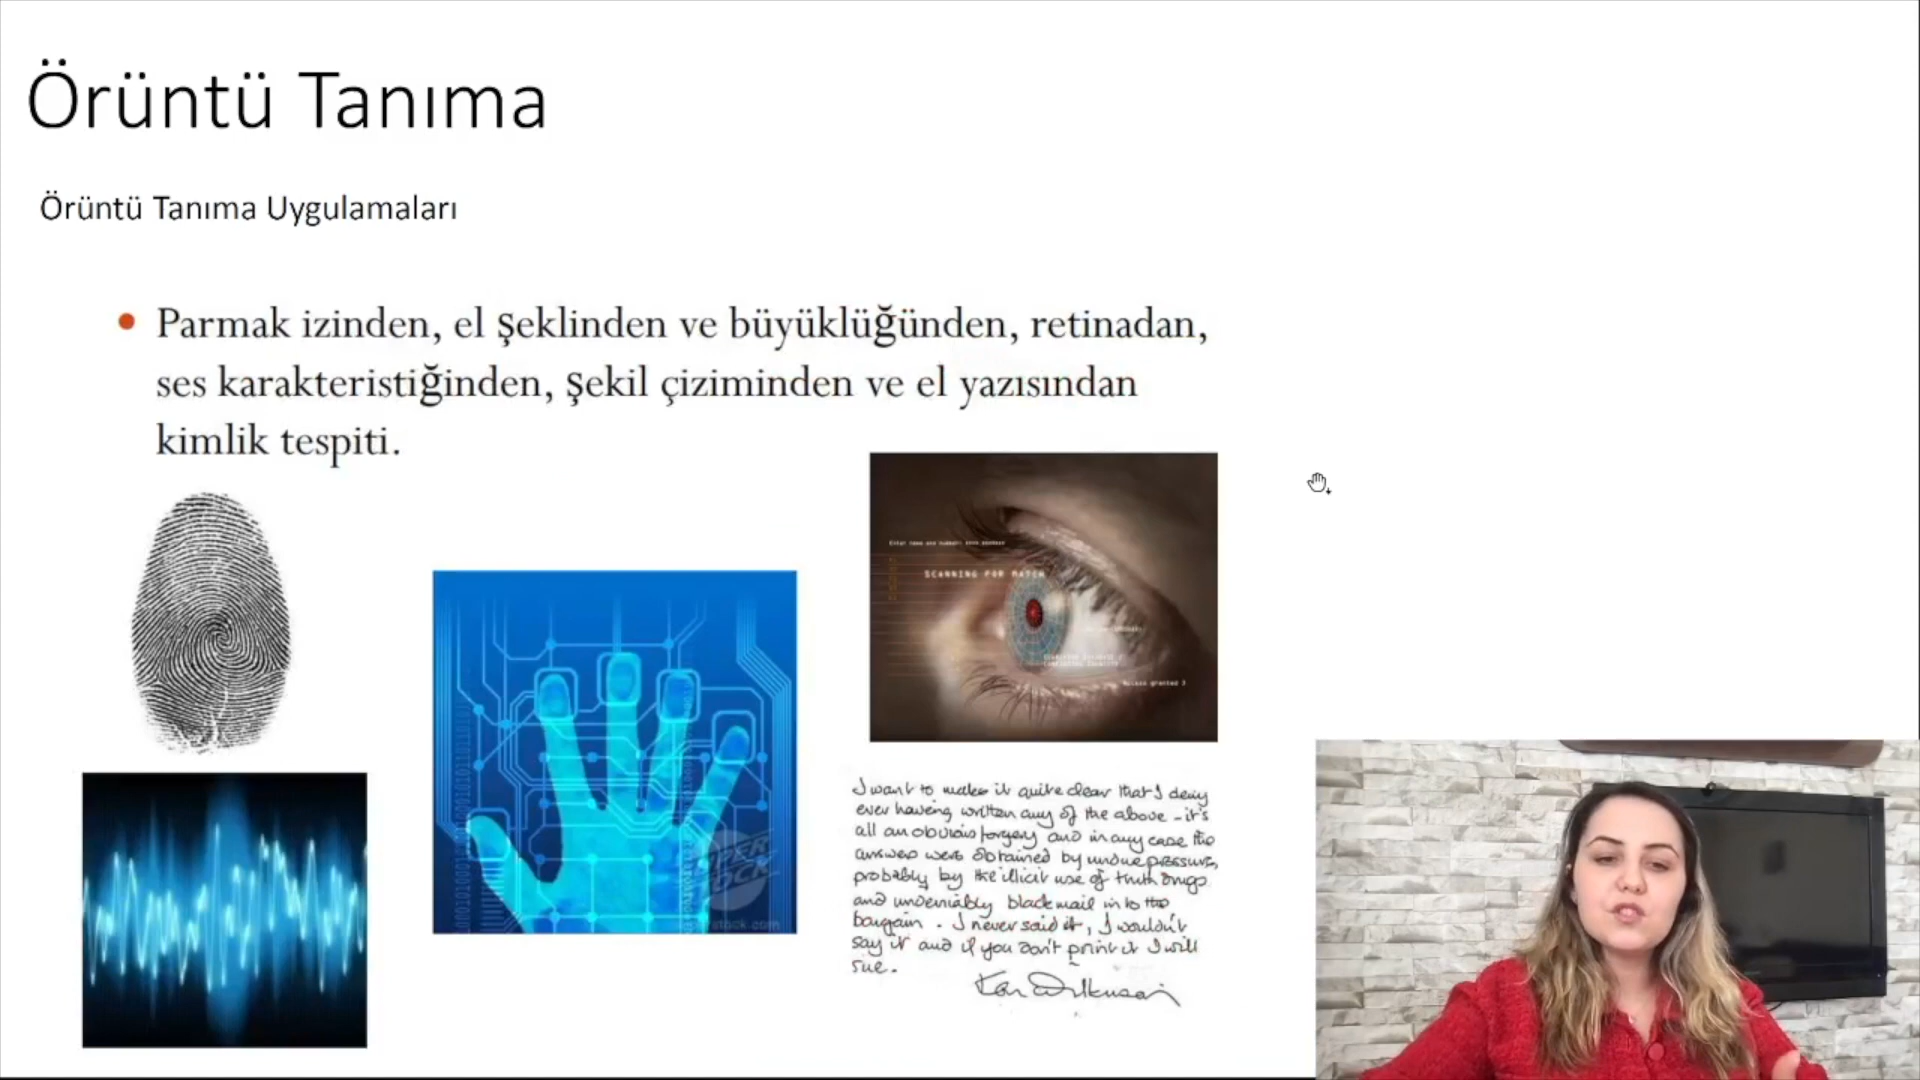 Örüntü Tanıma
Örüntü Tanıma Uygulamaları
Parmak izinden, el şeklinden ve büyüklüğünden, retinadan,
ses karakteristiğinden, şekil çiziminden ve el yazısından
kimlik tespiti.
SCANNING FOR MATCH
Access granted
I want to make it quite clear that I deny
ever having written any of the above - it's
all an obvious forgery and in any case the
answers were obtained by undue pressure,
probably by the illicit use of truth drugs
and undeniably blackmail in to the
bargain. I never said it, I wouldn't
say it and if you don't print it I will
sue.